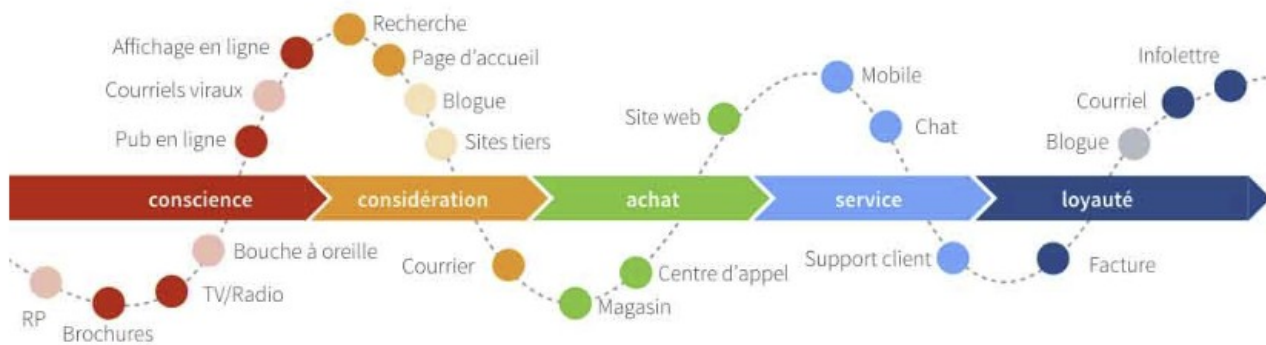 Recherche
Infolettre
Affichage en ligne
Page d'accueil
Mobile
Courriels viraux
Blogue
Courriel
Site web
Chat
Pub en ligne
Sites tiers
Blogue
conscience
considération
achat
service
loyauté
Bouche à oreille
Courrier
Centre d'appel
Support client
Facture
TV/Radio
Magasin
RP
Brochures